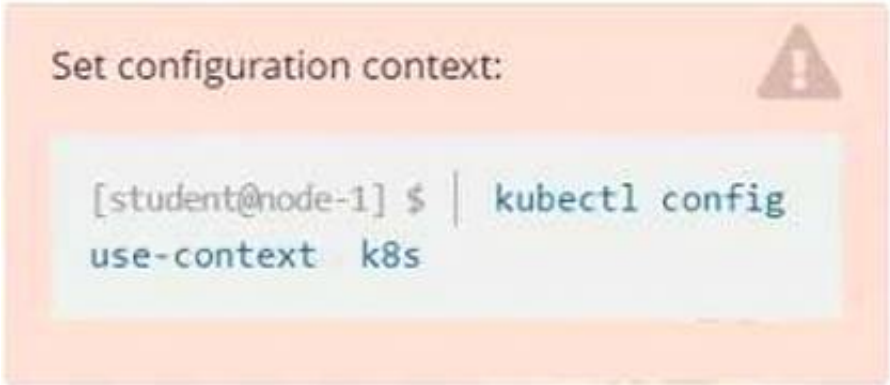 Set configuration context:
[student@node-1] $ | kubectl config
use-context k8s